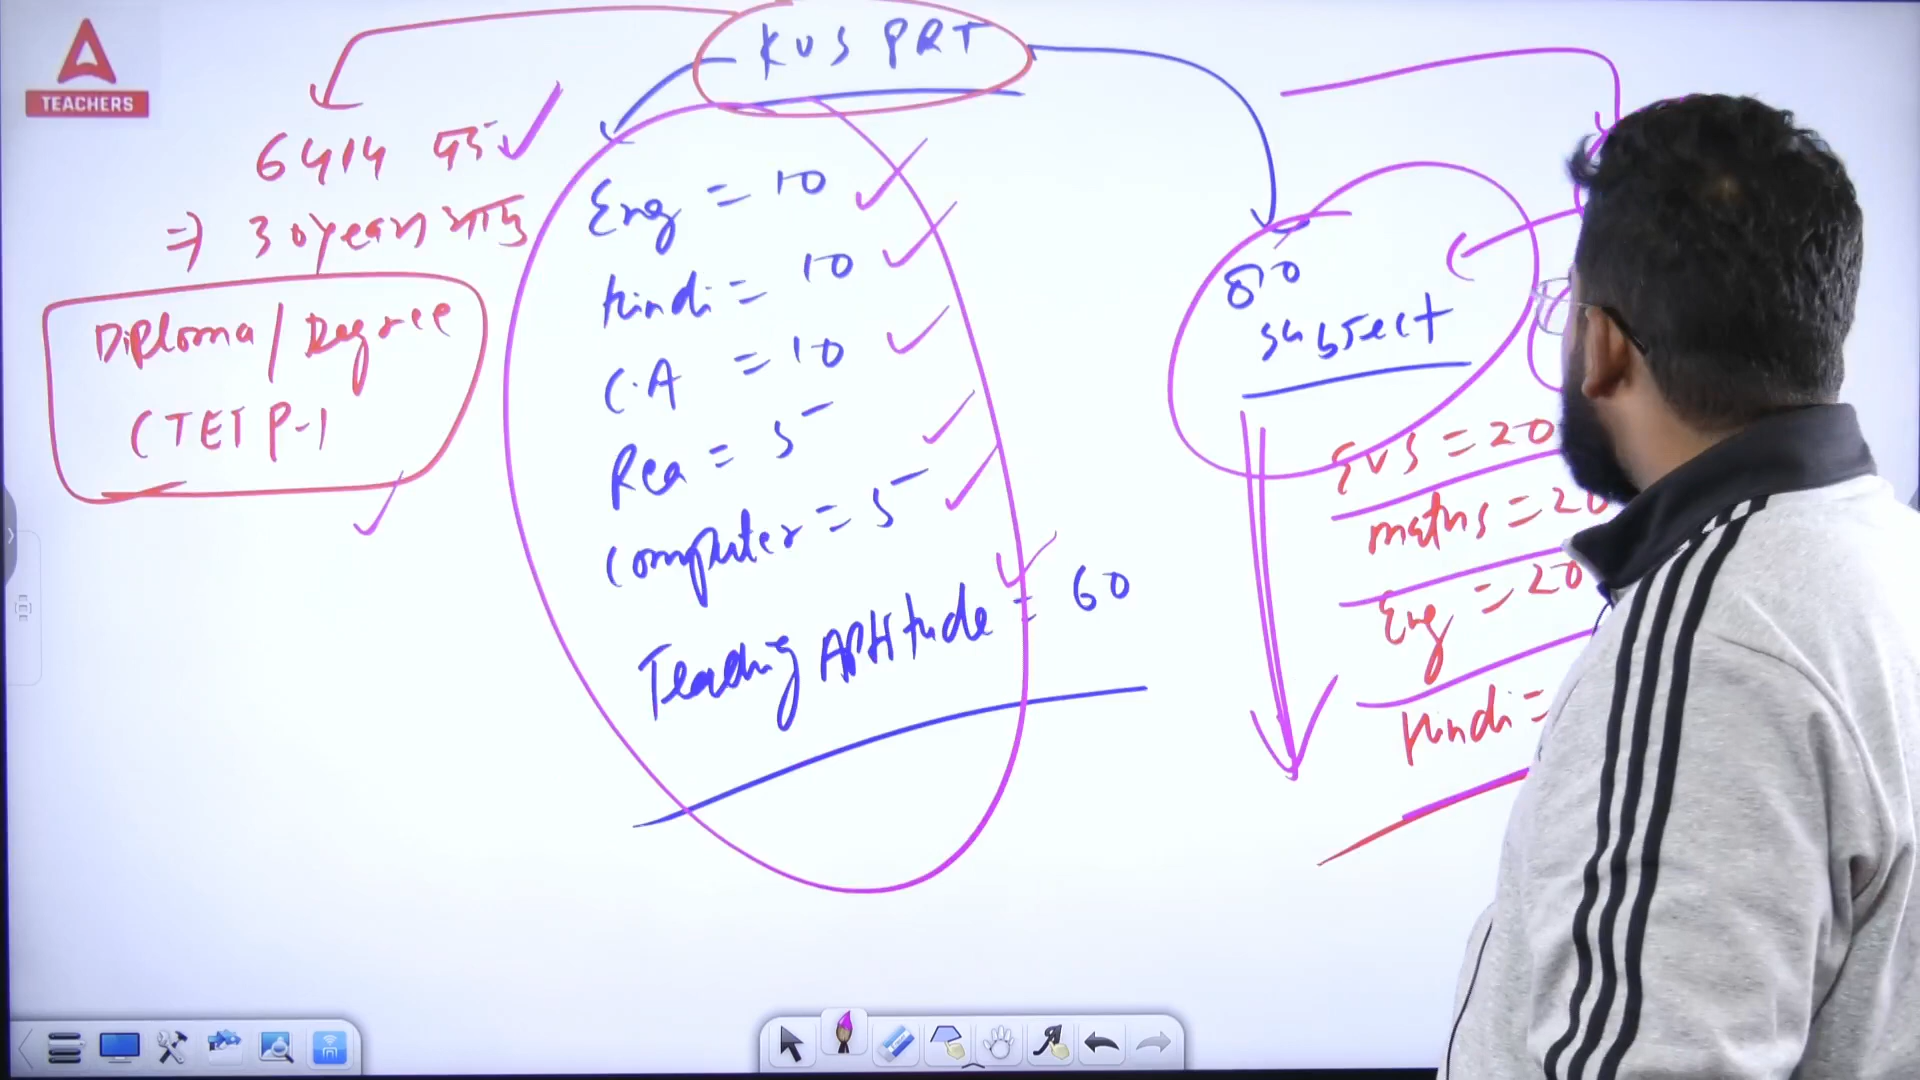 TEACHERS
KVS PRT
6414 पद
⇒ 30 year
Diploma / Degree
CTET P-1
Eng = 10
Hindi = 10
C.A = 10
Rea = 5
Computer = 5
Teaching Aptitude = 60
80
subject
EVS = 20
maths = 20
Eng = 20
Hindi =